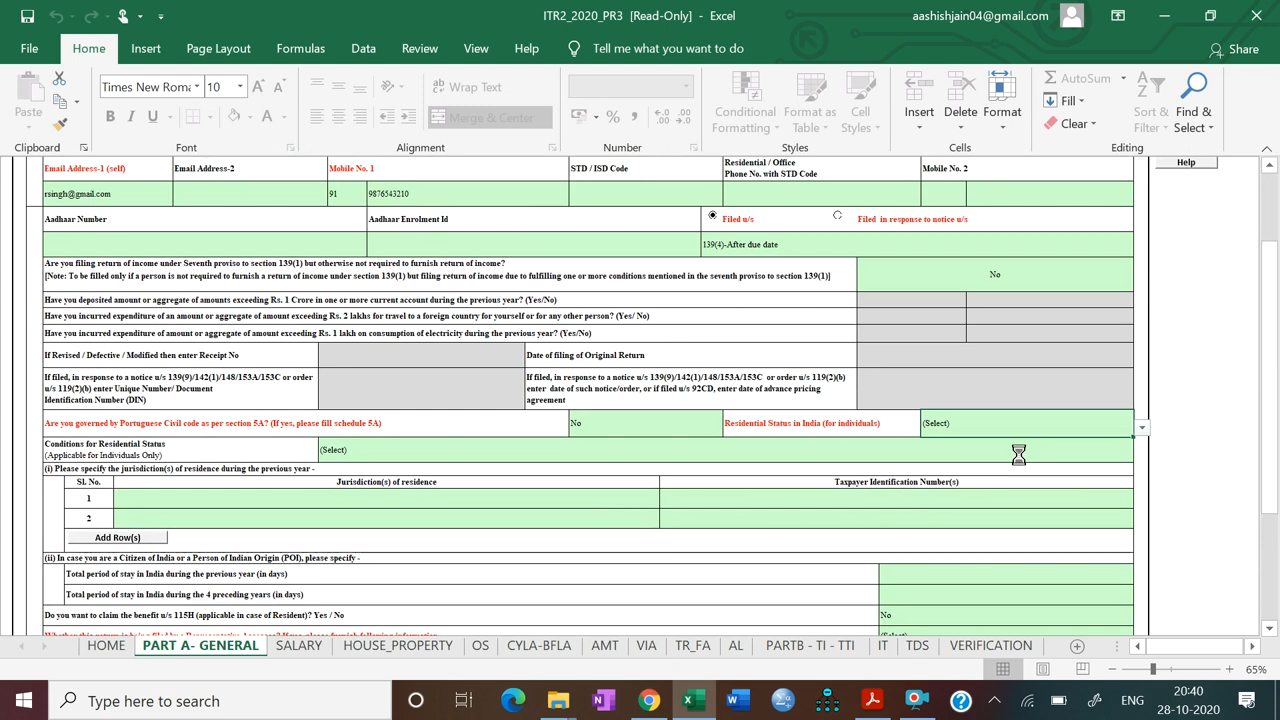 ITR2_2020_PR3 [Read-Only] - Excel
aashishjain04@gmail.com
File Home Insert Page Layout Formulas Data Review View Help Tell me what you want to do Share
Paste
Times New Roma 10
B I U
Wrap Text
Merge & Center
Conditional Formatting
Format as Table
Cell Styles
Insert Delete Format
AutoSum
Fill
Clear
Sort & Filter
Find & Select
Clipboard Font Alignment Number Styles Cells Editing
Email Address-1 (self) Email Address-2 Mobile No. 1 STD / ISD Code Residential / Office Phone No. with STD Code Mobile No. 2
Help
rsingh@gmail.com 91 9876543210
Aadhaar Number Aadhaar Enrolment Id Filed u/s Filed in response to notice u/s
139(4)-After due date
Are you filing return of income under Seventh proviso to section 139(1) but otherwise not required to furnish return of income?
[Note: To be filled only if a person is not required to furnish a return of income under section 139(1) but filing return of income due to fulfilling one or more conditions mentioned in the seventh proviso to section 139(1)]
No
Have you deposited amount or aggregate of amounts exceeding Rs. 1 Crore in one or more current account during the previous year? (Yes/No)
Have you incurred expenditure of an amount or aggregate of amount exceeding Rs. 2 lakhs for travel to a foreign country for yourself or for any other person? (Yes/ No)
Have you incurred expenditure of amount or aggregate of amount exceeding Rs. 1 lakh on consumption of electricity during the previous year? (Yes/No)
If Revised / Defective / Modified then enter Receipt No Date of filing of Original Return
If filed, in response to a notice u/s 139(9)/142(1)/148/153A/153C or order
u/s 119(2)(b) enter Unique Number/ Document
Identification Number (DIN)
If filed, in response to a notice u/s 139(9)/142(1)/148/153A/153C or order u/s 119(2)(b)
enter date of such notice/order, or if filed u/s 92CD, enter date of advance pricing
agreement
Are you governed by Portuguese Civil code as per section 5A? (If yes, please fill schedule 5A) No Residential Status in India (for individuals) (Select)
Conditions for Residential Status
(Applicable for Individuals Only)
(Select)
(i) Please specify the jurisdiction(s) of residence during the previous year -
Sl. No. Jurisdiction(s) of residence Taxpayer Identification Number(s)
1
2
Add Row(s)
(ii) In case you are a Citizen of India or a Person of Indian Origin (POI), please specify -
Total period of stay in India during the previous year (in days)
Total period of stay in India during the 4 preceding years (in days)
Do you want to claim the benefit u/s 115H (applicable in case of Resident)? Yes / No No
Whether this return is being filed by a Representative Assessee? If yes, please furnish following information (Select)
HOME PART A- GENERAL SALARY HOUSE_PROPERTY OS CYLA-BFLA AMT VIA TR_FA AL PARTB - TI - TTI IT TDS VERIFICATION
65%
Type here to search
ENG
20:40
28-10-2020